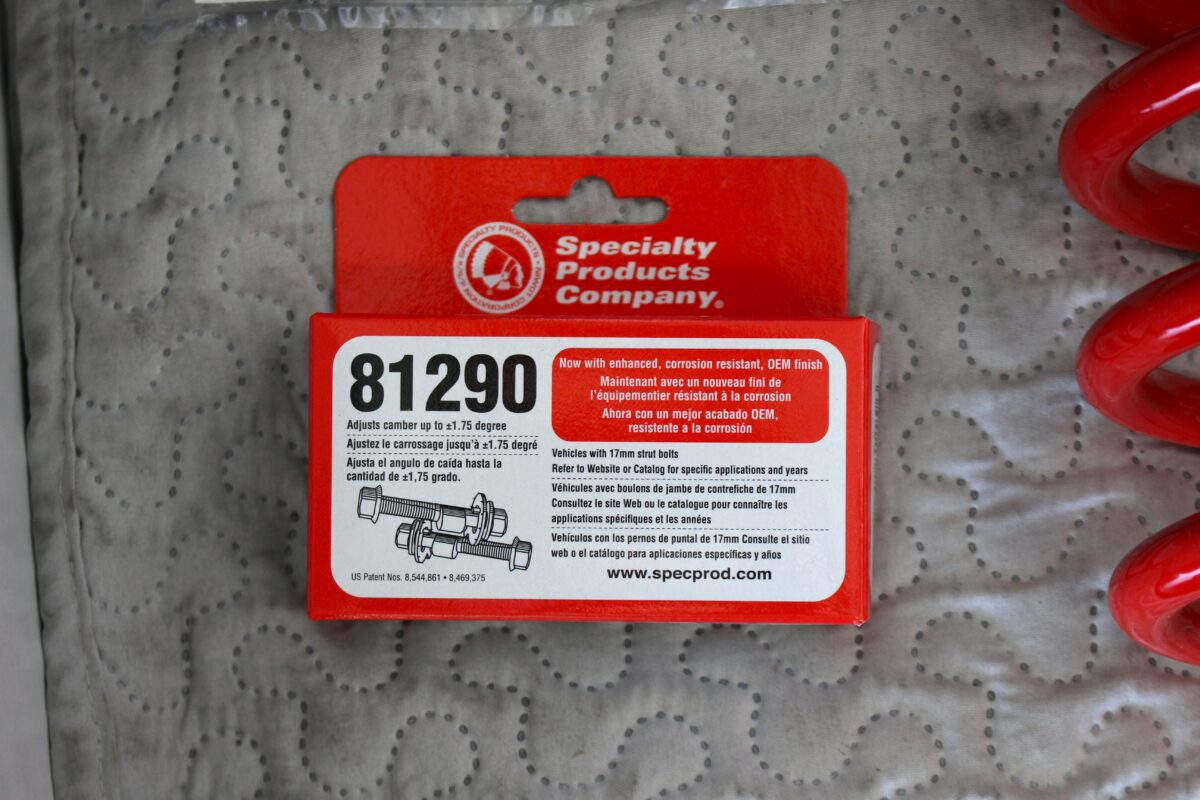 SPECIALTY PRODUCTS • NIWOT CORPORATION
Specialty
Products
Company®
81290
Adjusts camber up to ±1.75 degree
Ajustez le carrossage jusqu'à ±1.75 degré
Ajusta el angulo de caída hasta la
cantidad de ±1,75 grado.
US Patent Nos. 8,544,861 • 8,469,375
Now with enhanced, corrosion resistant, OEM finish
Maintenant avec un nouveau fini de
l'équipementier résistant à la corrosion
Ahora con un mejor acabado OEM,
resistente a la corrosión
Vehicles with 17mm strut bolts
Refer to Website or Catalog for specific applications and years
Véhicules avec boulons de jambe de contrefiche de 17mm
Consultez le site Web ou le catalogue pour connaître les
applications spécifiques et les années
Vehículos con los pernos de puntal de 17mm Consulte el sitio
web o el catálogo para aplicaciones específicas y años
www.specprod.com